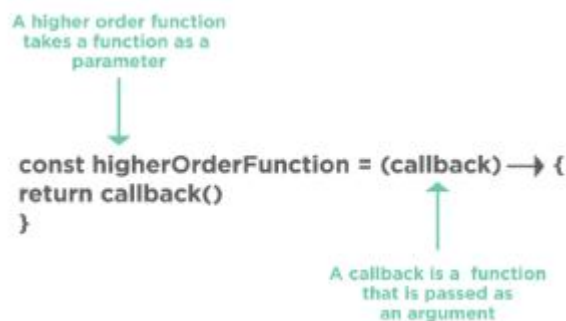 A higher order function
takes a function as a
parameter
const higherOrderFunction = (callback) → {
return callback()
}
A callback is a function
that is passed as
an argument